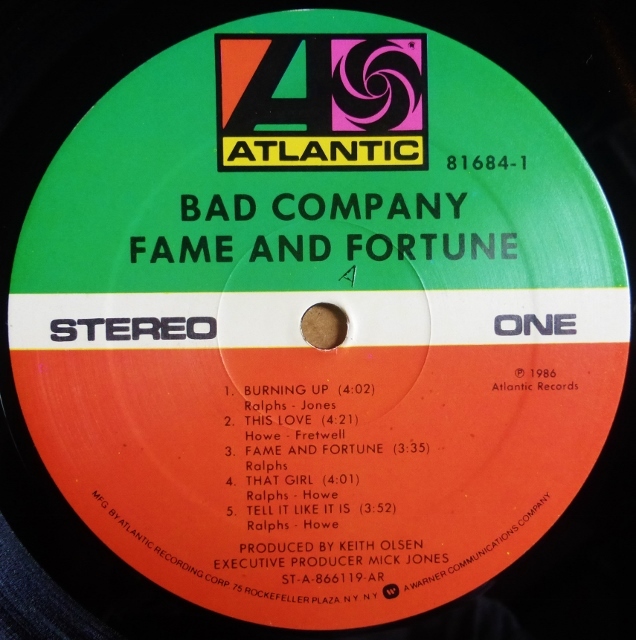 ATLANTIC
81684-1
BAD COMPANY
FAME AND FORTUNE
A
STEREO
ONE
℗ 1986
Atlantic Records
1. BURNING UP (4:02)
Ralphs - Jones
2. THIS LOVE (4:21)
Howe - Fretwell
3. FAME AND FORTUNE (3:35)
Ralphs
4. THAT GIRL (4:01)
Ralphs - Howe
5. TELL IT LIKE IT IS (3:52)
Ralphs - Howe
PRODUCED BY KEITH OLSEN
EXECUTIVE PRODUCER MICK JONES
ST-A-866119-AR
MFG. BY ATLANTIC RECORDING CORP 75 ROCKEFELLER PLAZA N Y N Y A WARNER COMMUNICATIONS COMPANY